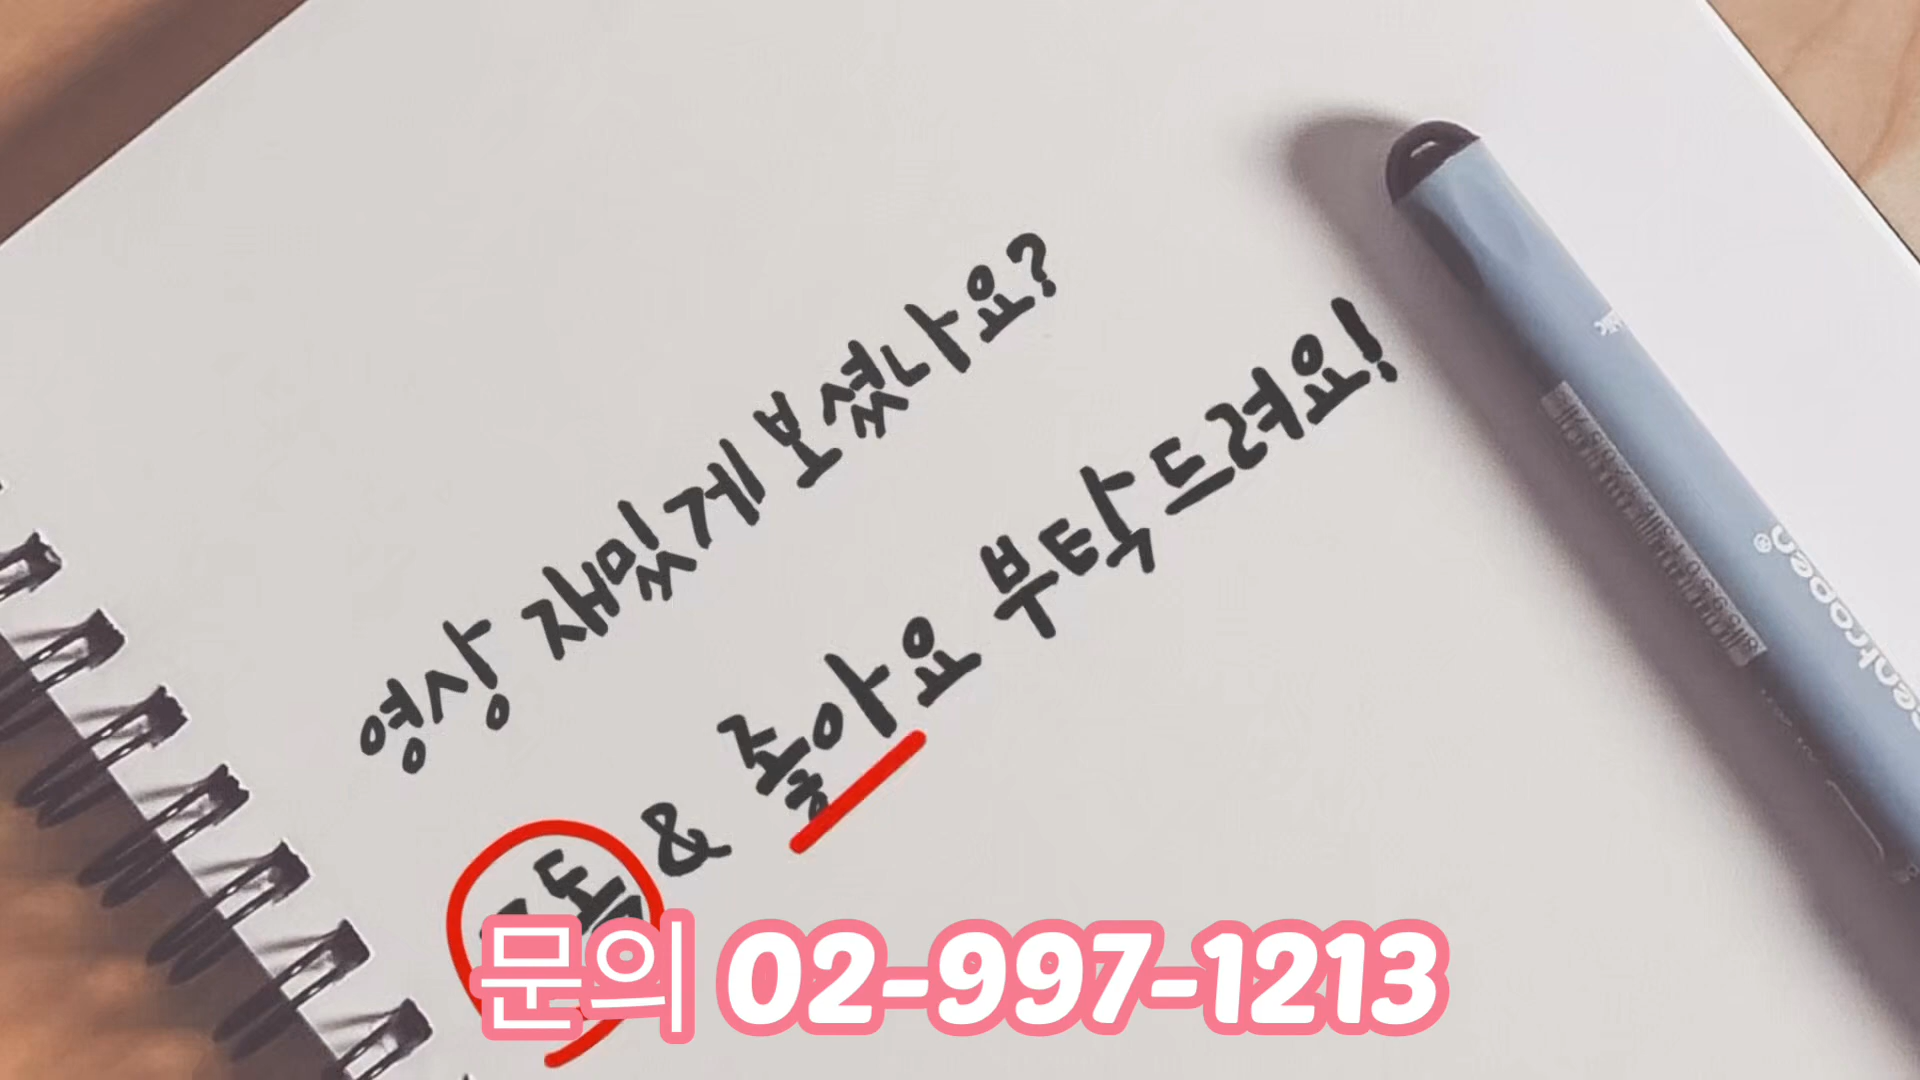 영상 재밌게 보셨나요?
& 좋아요 부탁드려요!
문의 02-997-1213
centropen®